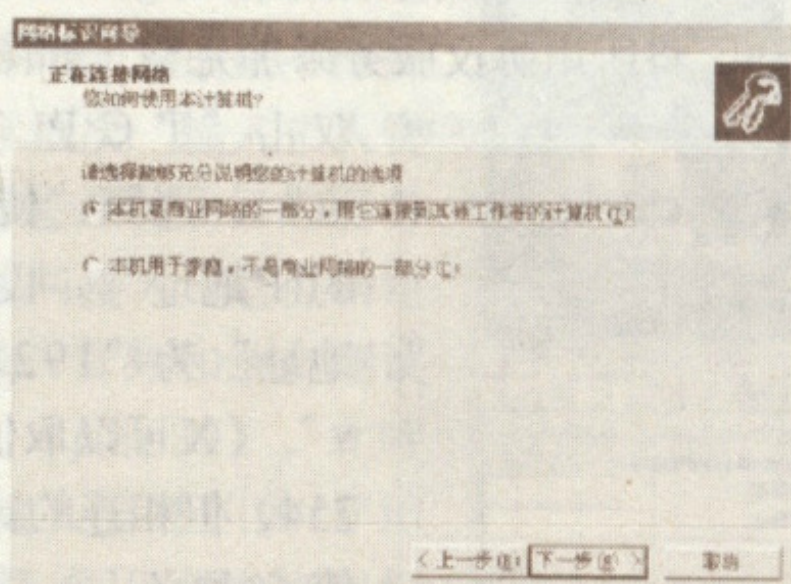 网络标识向导
正在连接网络
您如何使用本计算机?
请选择能够充分说明您的计算机的选项
本机是商业网络的一部分，用它连接到其他工作着的计算机(T)
本机用于家庭，不是商业网络的一部分
<上一步(B) 下一步(N) > 取消